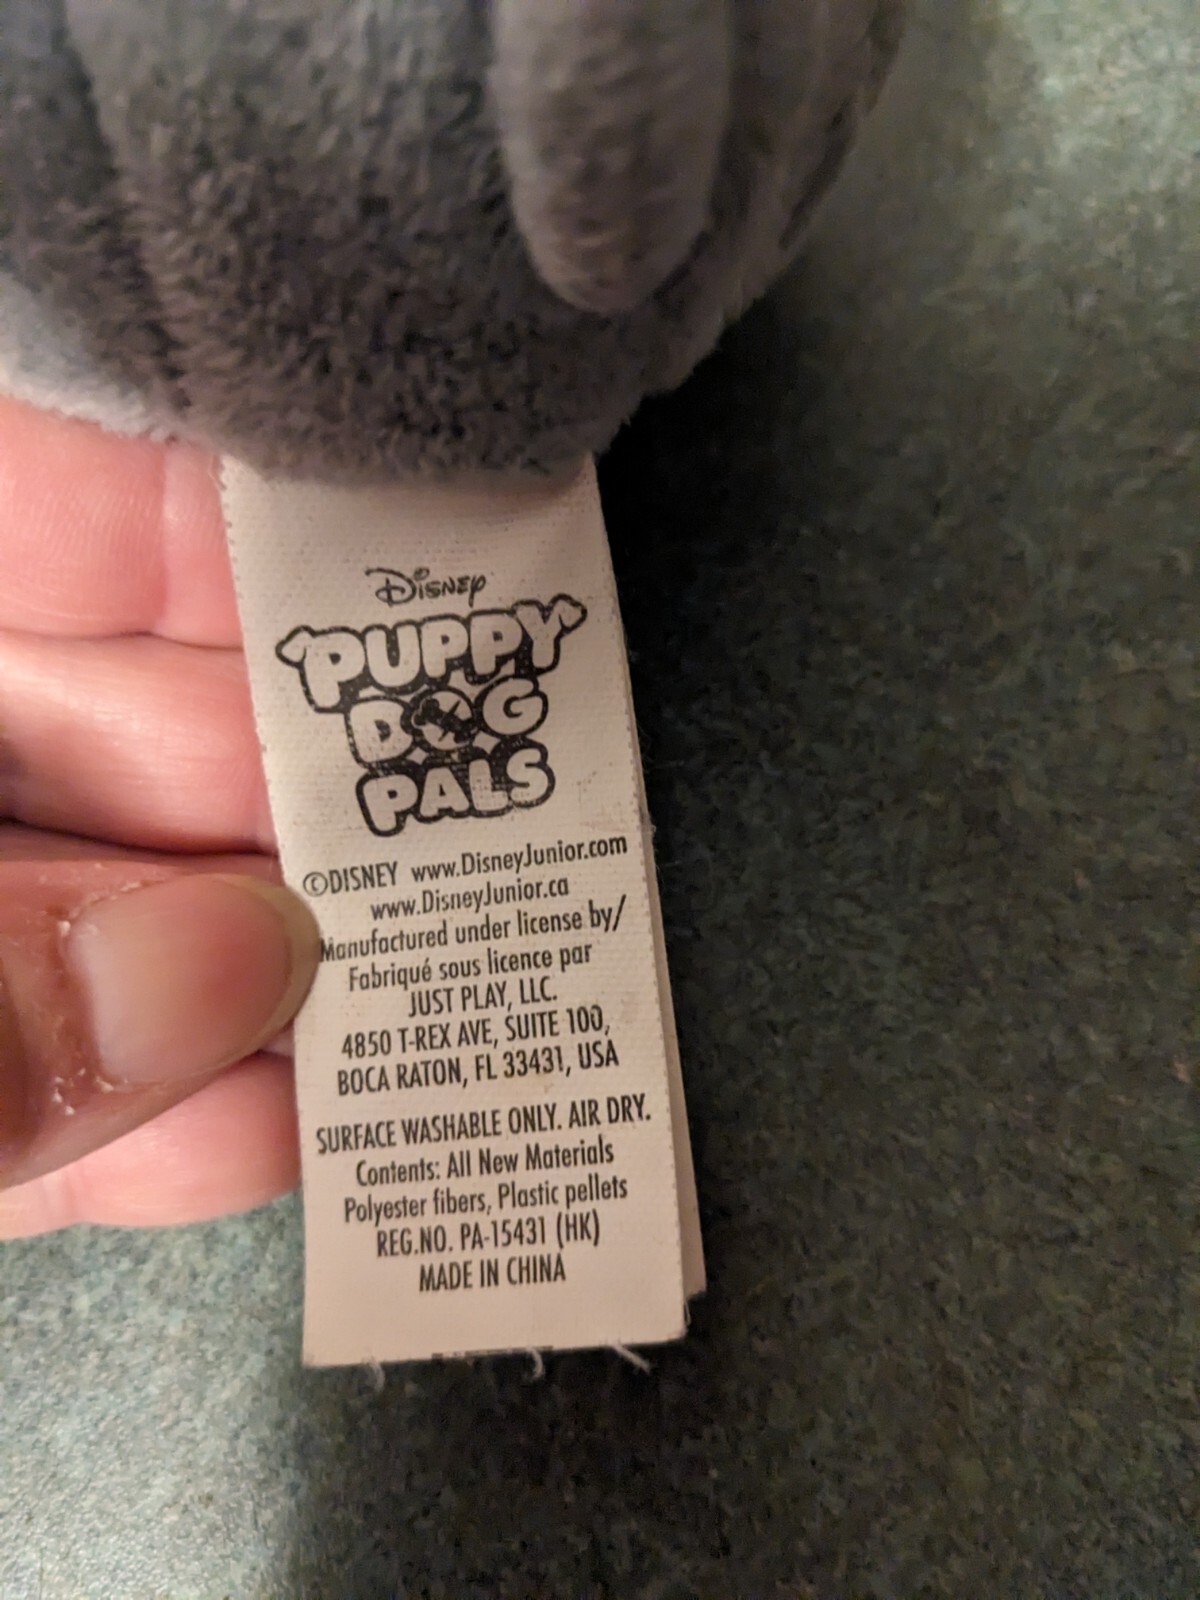 Disney
PUPPY
DOG
PALS
©DISNEY www.DisneyJunior.com
www.DisneyJunior.ca
Manufactured under license by/
Fabriqué sous licence par
JUST PLAY, LLC.
4850 T-REX AVE, SUITE 100,
BOCA RATON, FL 33431, USA
SURFACE WASHABLE ONLY. AIR DRY.
Contents: All New Materials
Polyester fibers, Plastic pellets
REG.NO. PA-15431 (HK)
MADE IN CHINA